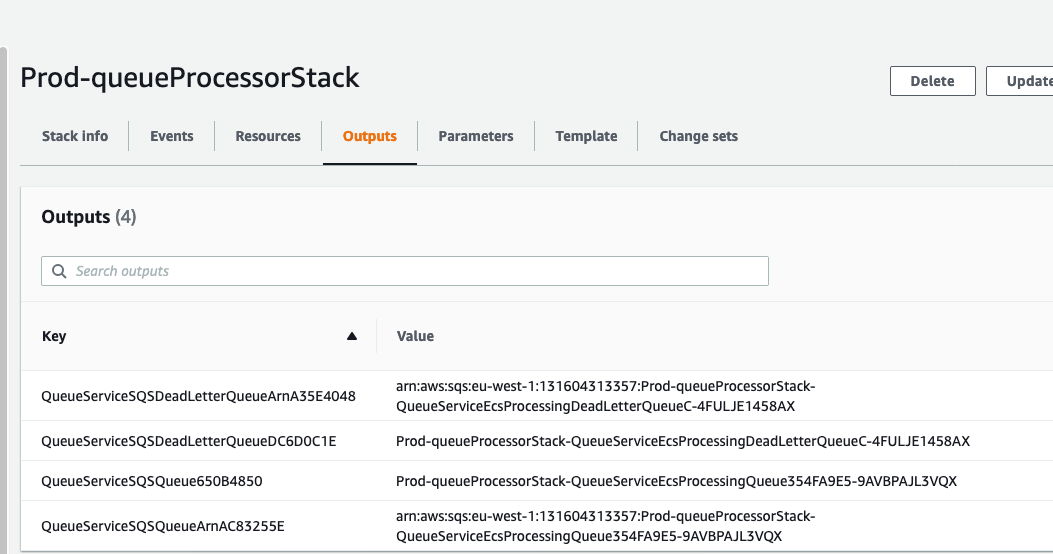 Prod-queueProcessorStack
Delete
Update
Stack info
Events
Resources
Outputs
Parameters
Template
Change sets
Outputs (4)
Search outputs
Key
Value
QueueServiceSQSDeadLetterQueueArnA35E4048
arn:aws:sqs:eu-west-1:131604313357:Prod-queueProcessorStack-
QueueServiceEcsProcessingDeadLetterQueueC-4FULJE1458AX
QueueServiceSQSDeadLetterQueueDC6D0C1E
Prod-queueProcessorStack-QueueServiceEcsProcessingDeadLetterQueueC-4FULJE1458AX
QueueServiceSQSQueue650B4850
Prod-queueProcessorStack-QueueServiceEcsProcessingQueue354FA9E5-9AVBPAJL3VQX
QueueServiceSQSQueueArnAC83255E
arn:aws:sqs:eu-west-1:131604313357:Prod-queueProcessorStack-
QueueServiceEcsProcessingQueue354FA9E5-9AVBPAJL3VQX